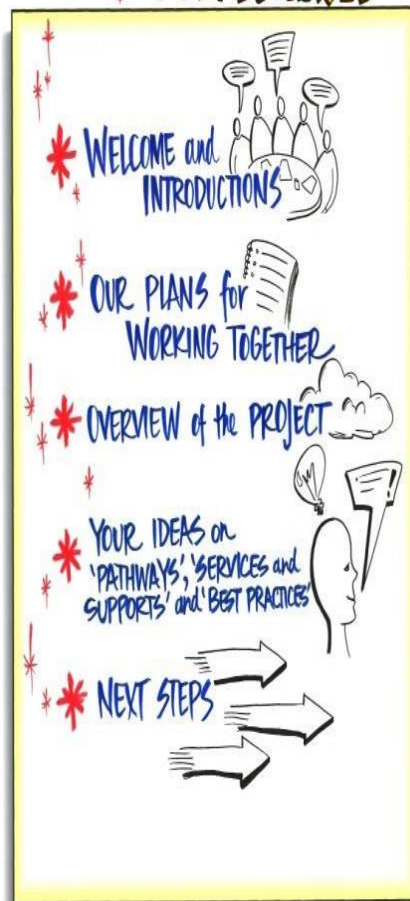 WELCOME and
INTRODUCTIONS
OUR PLANS for
WORKING TOGETHER
OVERVIEW of the PROJECT
YOUR IDEAS on
'PATHWAYS', 'SERVICES and
SUPPORTS' and 'BEST PRACTICES'
NEXT STEPS